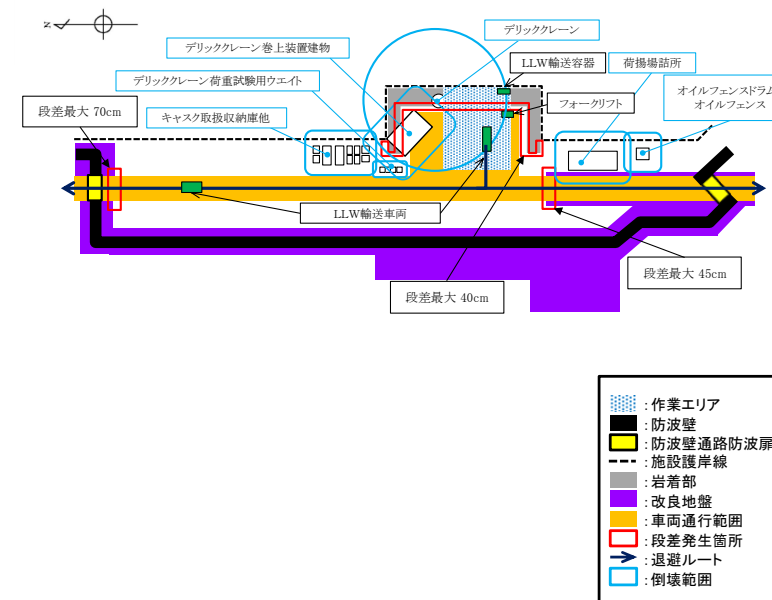 N
デリッククレーン
デリッククレーン巻上装置建物
LLW輸送容器
荷揚場詰所
デリッククレーン荷重試験用ウエイト
オイルフェンスドラム
オイルフェンス
段差最大 70cm
キャスク取扱収納庫他
フォークリフト
LLW輸送車両
段差最大 45cm
段差最大 40cm
：作業エリア
：防波壁
：防波壁通路防波扉
：施設護岸線
：岩着部
：改良地盤
：車両通行範囲
：段差発生箇所
：退避ルート
：倒壊範囲